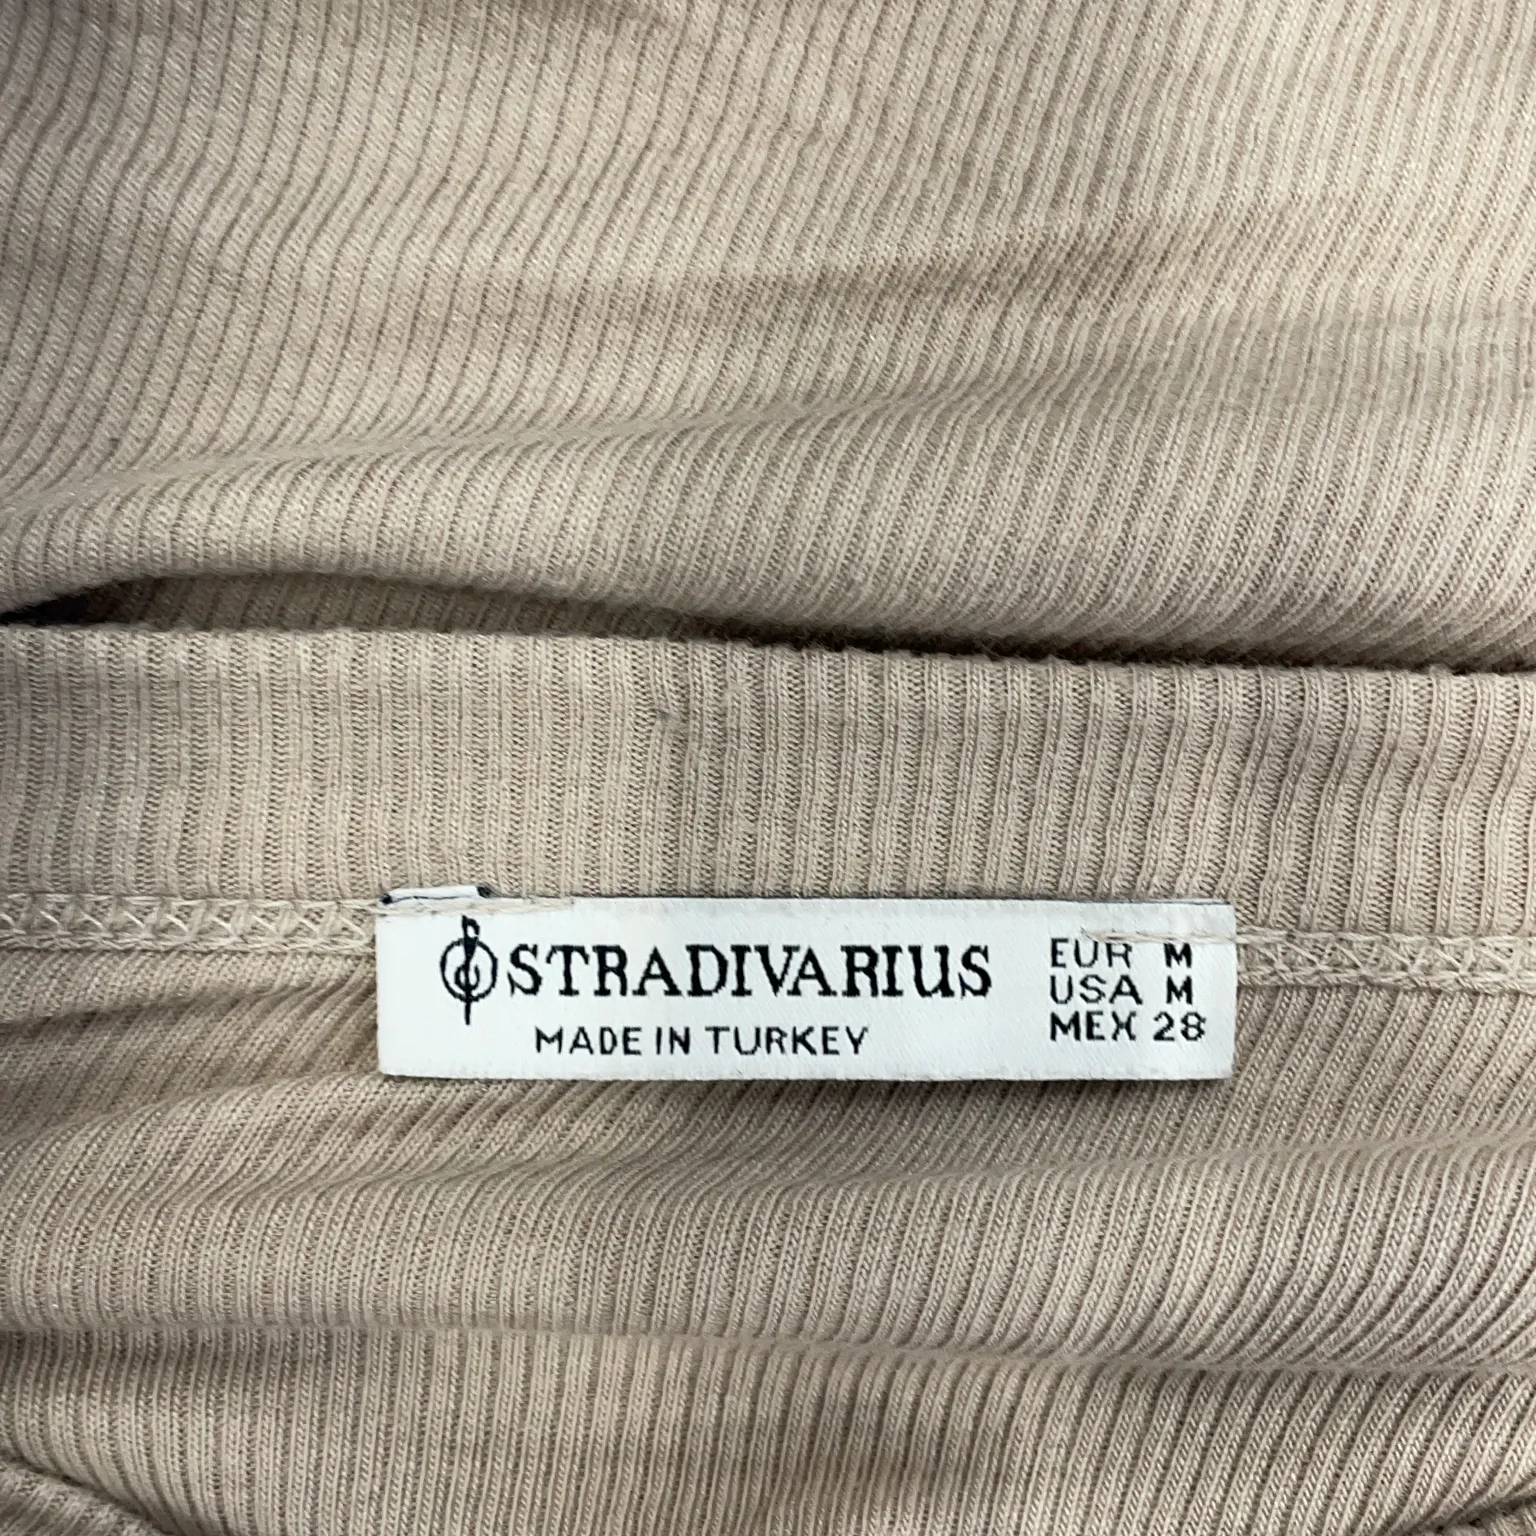 STRADIVARIUS
MADE IN TURKEY
EUR M
USA M
MEX 28